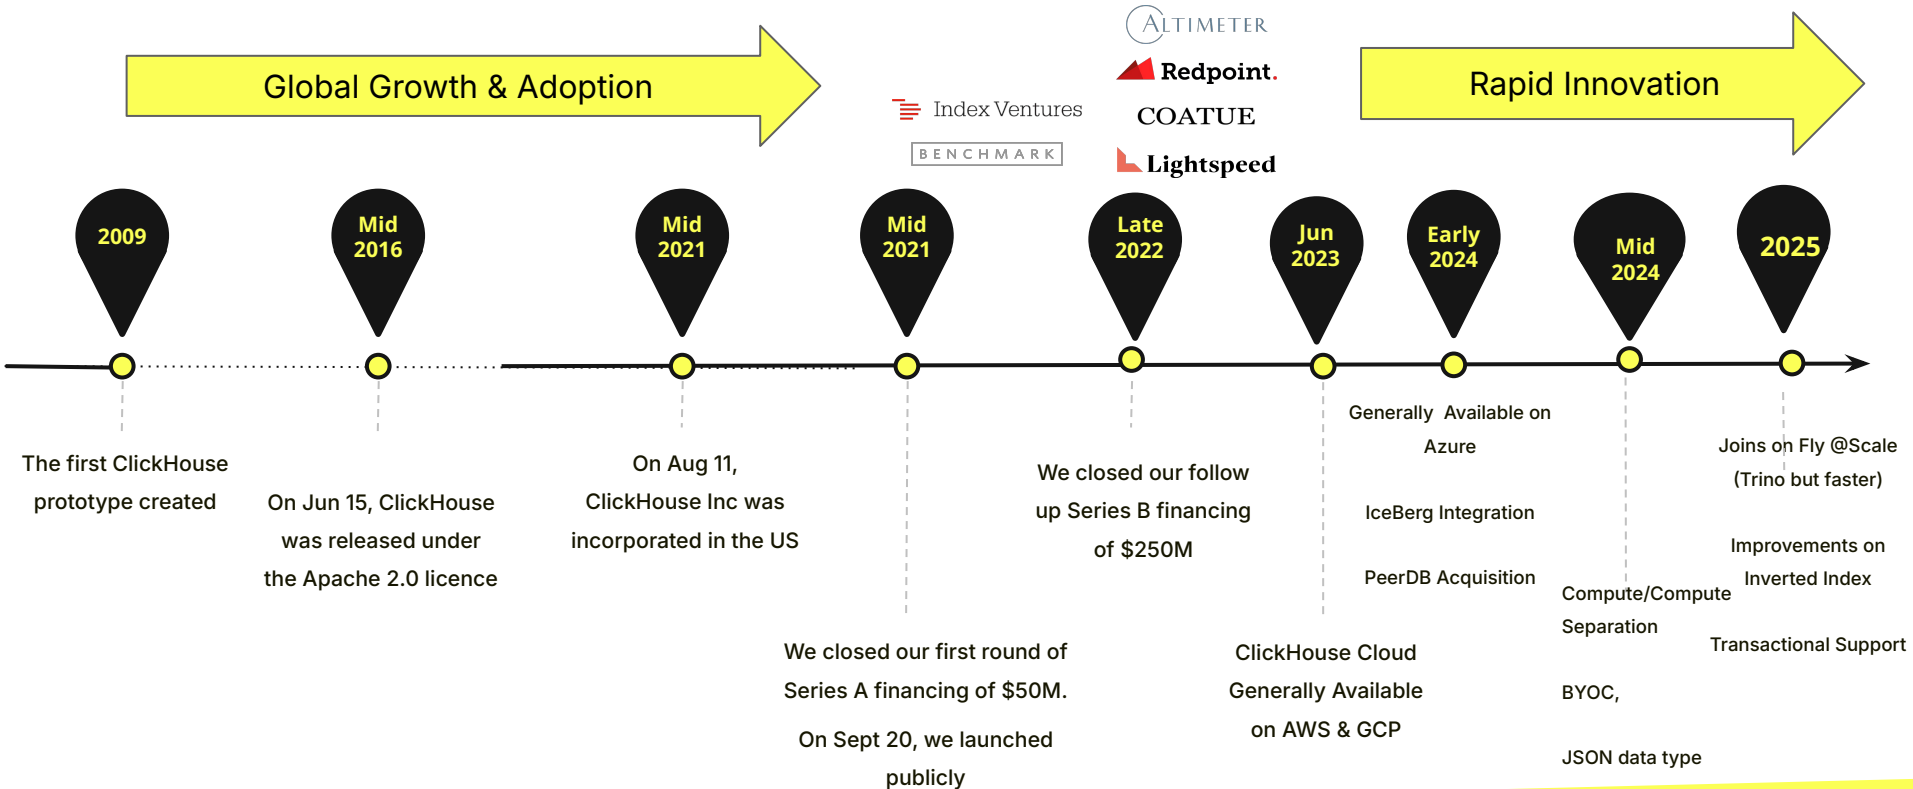 Global Growth & Adoption
Index Ventures
BENCHMARK
ALTIMETER
Redpoint.
COATUE
Lightspeed
Rapid Innovation
2009
Mid
2016
Mid
2021
Mid
2021
Late
2022
Jun
2023
Early
2024
Mid
2024
2025
The first ClickHouse
prototype created
On Jun 15, ClickHouse
was released under
the Apache 2.0 licence
On Aug 11,
ClickHouse Inc was
incorporated in the US
We closed our first round of
Series A financing of $50M.
On Sept 20, we launched
publicly
We closed our follow
up Series B financing
of $250M
ClickHouse Cloud
Generally Available
on AWS & GCP
Generally Available on
Azure
IceBerg Integration
PeerDB Acquisition
Compute/Compute
Separation
BYOC,
JSON data type
Joins on Fly @Scale
(Trino but faster)
Improvements on
Inverted Index
Transactional Support